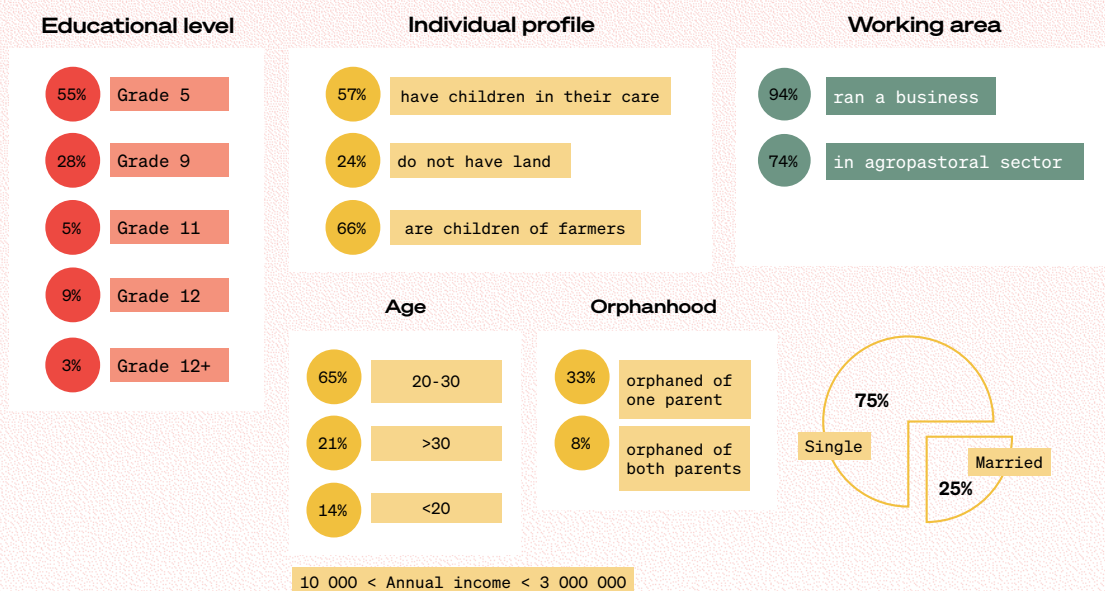 Educational level
55% Grade 5
28% Grade 9
5% Grade 11
9% Grade 12
3% Grade 12+
Individual profile
57% have children in their care
24% do not have land
66% are children of farmers
Working area
94% ran a business
74% in agropastoral sector
Age
65% 20-30
21% >30
14% <20
Orphanhood
33% orphaned of
one parent
8% orphaned of
both parents
75%
Single
Married
25%
10 000 < Annual income < 3 000 000